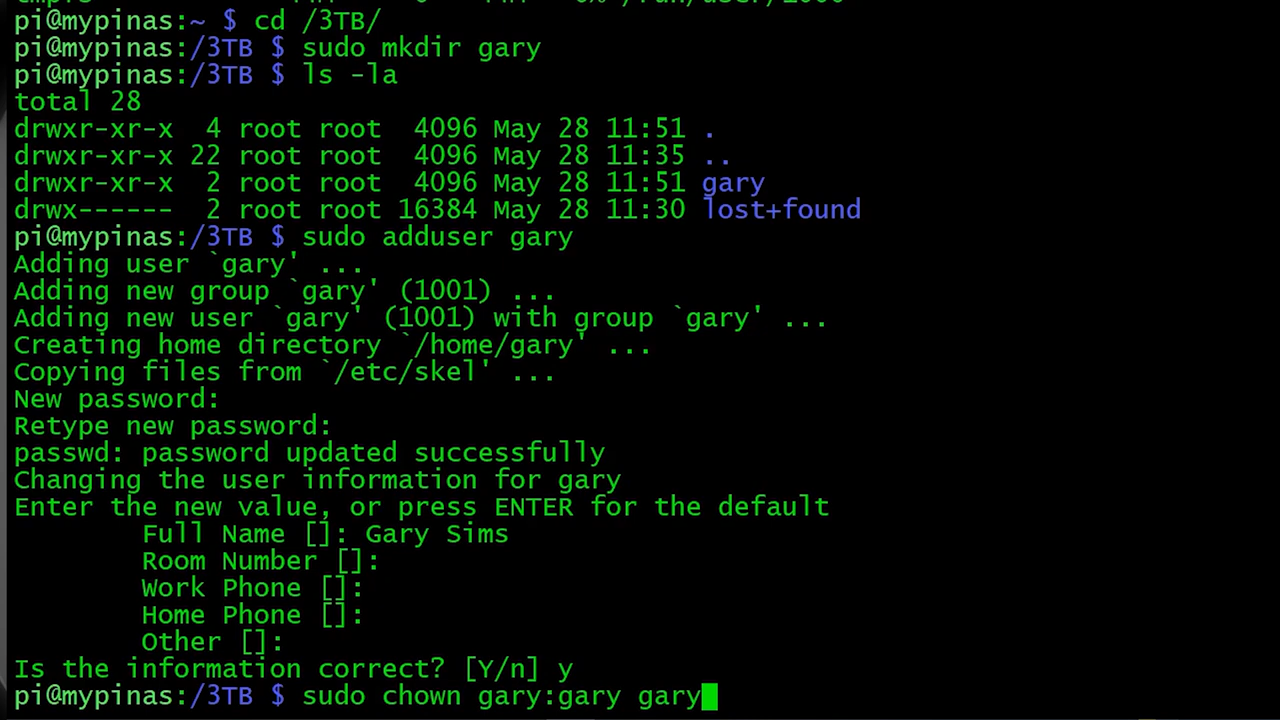 pi@mypinas:~ $ cd /3TB/
pi@mypinas:/3TB $ sudo mkdir gary
pi@mypinas:/3TB $ ls -la
total 28
drwxr-xr-x  4 root root  4096 May 28 11:51 .
drwxr-xr-x 22 root root  4096 May 28 11:35 ..
drwxr-xr-x  2 root root  4096 May 28 11:51 gary
drwx------  2 root root 16384 May 28 11:30 lost+found
pi@mypinas:/3TB $ sudo adduser gary
Adding user `gary' ...
Adding new group `gary' (1001) ...
Adding new user `gary' (1001) with group `gary' ...
Creating home directory `/home/gary' ...
Copying files from `/etc/skel' ...
New password:
Retype new password:
passwd: password updated successfully
Changing the user information for gary
Enter the new value, or press ENTER for the default
        Full Name []: Gary Sims
        Room Number []:
        Work Phone []:
        Home Phone []:
        Other []:
Is the information correct? [Y/n] y
pi@mypinas:/3TB $ sudo chown gary:gary gary